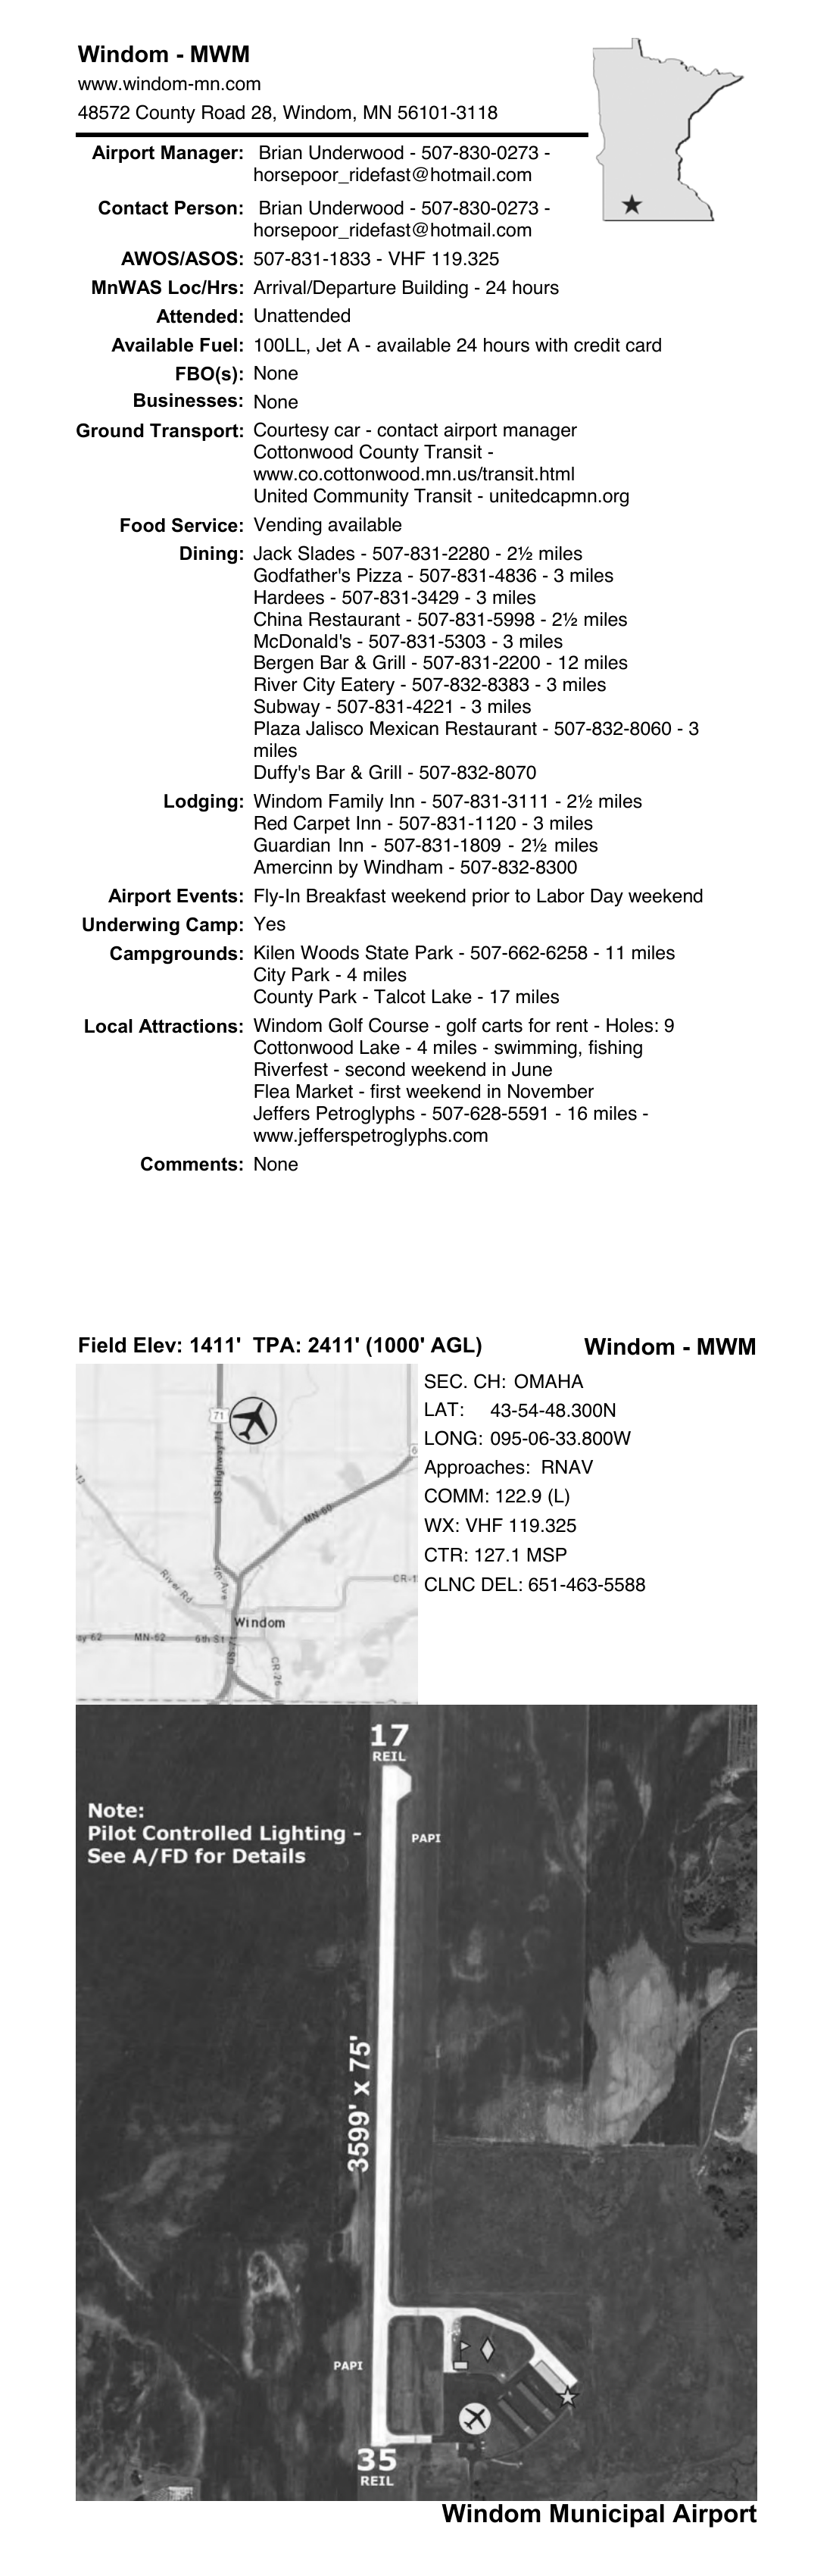 Windom - MWM
www.windom-mn.com
48572 County Road 28, Windom, MN 56101-3118
Airport Manager: Brian Underwood - 507-830-0273 -
horsepoor_ridefast@hotmail.com
Contact Person: Brian Underwood - 507-830-0273 -
horsepoor_ridefast@hotmail.com
AWOS/ASOS: 507-831-1833 - VHF 119.325
MnWAS Loc/Hrs: Arrival/Departure Building - 24 hours
Attended: Unattended
Available Fuel: 100LL, Jet A - available 24 hours with credit card
FBO(s): None
Businesses: None
Ground Transport: Courtesy car - contact airport manager
Cottonwood County Transit -
www.co.cottonwood.mn.us/transit.html
United Community Transit - unitedcapmn.org
Food Service: Vending available
Dining: Jack Slades - 507-831-2280 - 2½ miles
Godfather's Pizza - 507-831-4836 - 3 miles
Hardees - 507-831-3429 - 3 miles
China Restaurant - 507-831-5998 - 2½ miles
McDonald's - 507-831-5303 - 3 miles
Bergen Bar & Grill - 507-831-2200 - 12 miles
River City Eatery - 507-832-8383 - 3 miles
Subway - 507-831-4221 - 3 miles
Plaza Jalisco Mexican Restaurant - 507-832-8060 - 3
miles
Duffy's Bar & Grill - 507-832-8070
Lodging: Windom Family Inn - 507-831-3111 - 2½ miles
Red Carpet Inn - 507-831-1120 - 3 miles
Guardian Inn - 507-831-1809 - 2½ miles
Amercinn by Windham - 507-832-8300
Airport Events: Fly-In Breakfast weekend prior to Labor Day weekend
Underwing Camp: Yes
Campgrounds: Kilen Woods State Park - 507-662-6258 - 11 miles
City Park - 4 miles
County Park - Talcot Lake - 17 miles
Local Attractions: Windom Golf Course - golf carts for rent - Holes: 9
Cottonwood Lake - 4 miles - swimming, fishing
Riverfest - second weekend in June
Flea Market - first weekend in November
Jeffers Petroglyphs - 507-628-5591 - 16 miles -
www.jefferspetroglyphs.com
Comments: None
Field Elev: 1411' TPA: 2411' (1000' AGL)
Windom - MWM
SEC. CH: OMAHA
LAT: 43-54-48.300N
LONG: 095-06-33.800W
Approaches: RNAV
COMM: 122.9 (L)
WX: VHF 119.325
CTR: 127.1 MSP
CLNC DEL: 651-463-5588
71
US Highway 71
MN-60
River Rd
CR-1
Windom
MN-62
6th St
US-71
CR-26
17
REIL
Note:
Pilot Controlled Lighting -
See A/FD for Details
PAPI
3599' x 75'
PAPI
35
REIL
Windom Municipal Airport